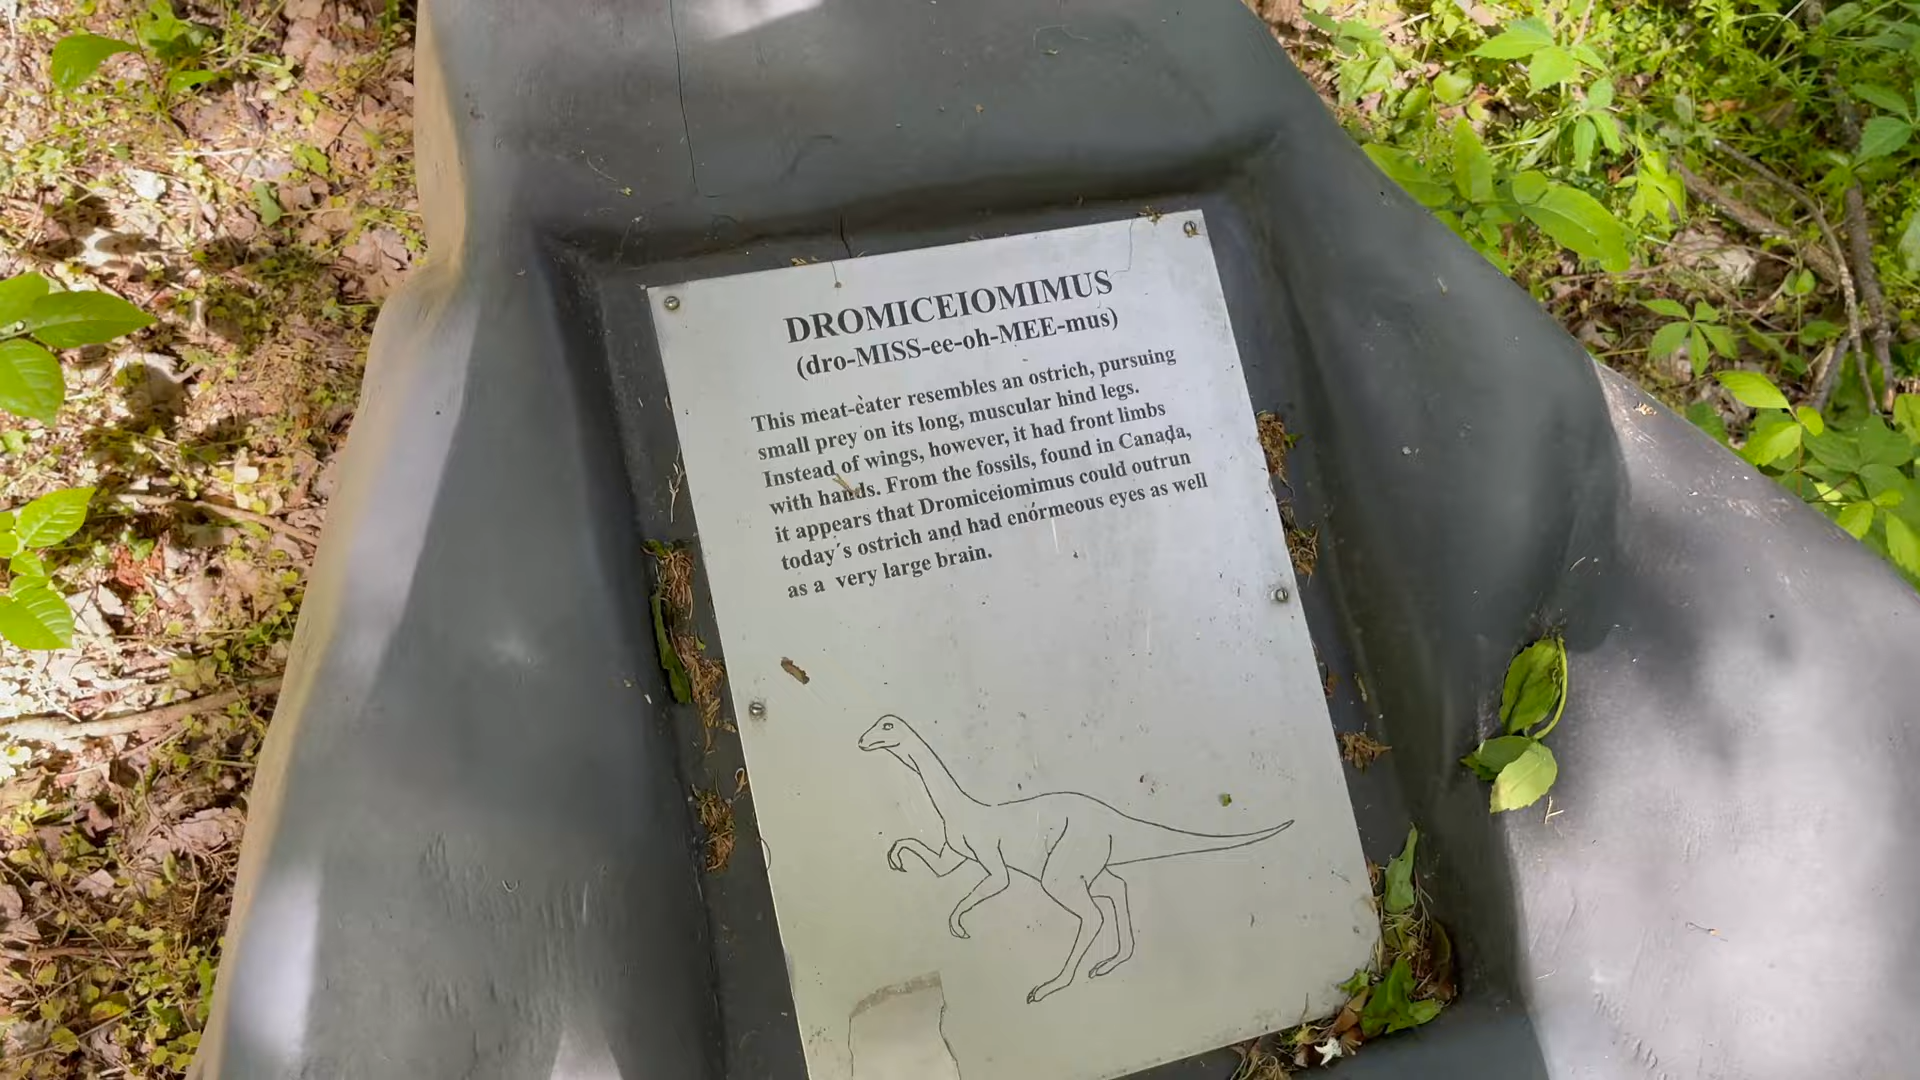 DROMICEIOMIMUS
(dro-MISS-ee-oh-MEE-mus)
This meat-eater resembles an ostrich, pursuing
small prey on its long, muscular hind legs.
Instead of wings, however, it had front limbs
with hands. From the fossils, found in Canada,
it appears that Dromiceiomimus could outrun
today´s ostrich and had enormeous eyes as well
as a very large brain.